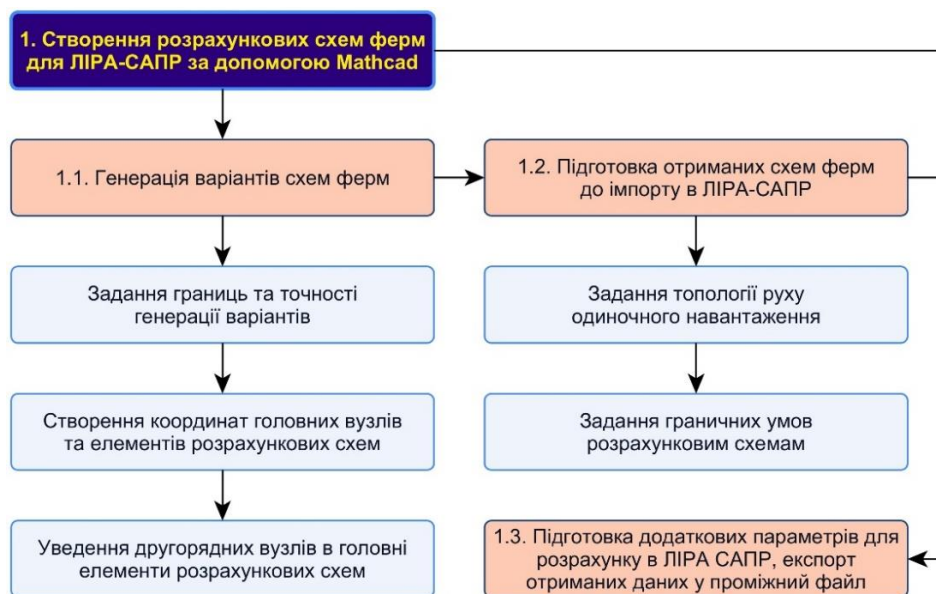 1. Створення розрахункових схем ферм
для ЛІРА-САПР за допомогою Mathcad
1.1. Генерація варіантів схем ферм
1.2. Підготовка отриманих схем ферм
до імпорту в ЛІРА-САПР
Задання границь та точності
генерації варіантів
Задання топології руху
одиночного навантаження
Створення координат головних вузлів
та елементів розрахункових схем
Задання граничних умов
розрахунковим схемам
Уведення другорядних вузлів в головні
елементи розрахункових схем
1.3. Підготовка додаткових параметрів для
розрахунку в ЛІРА САПР, експорт
отриманих даних у проміжний файл